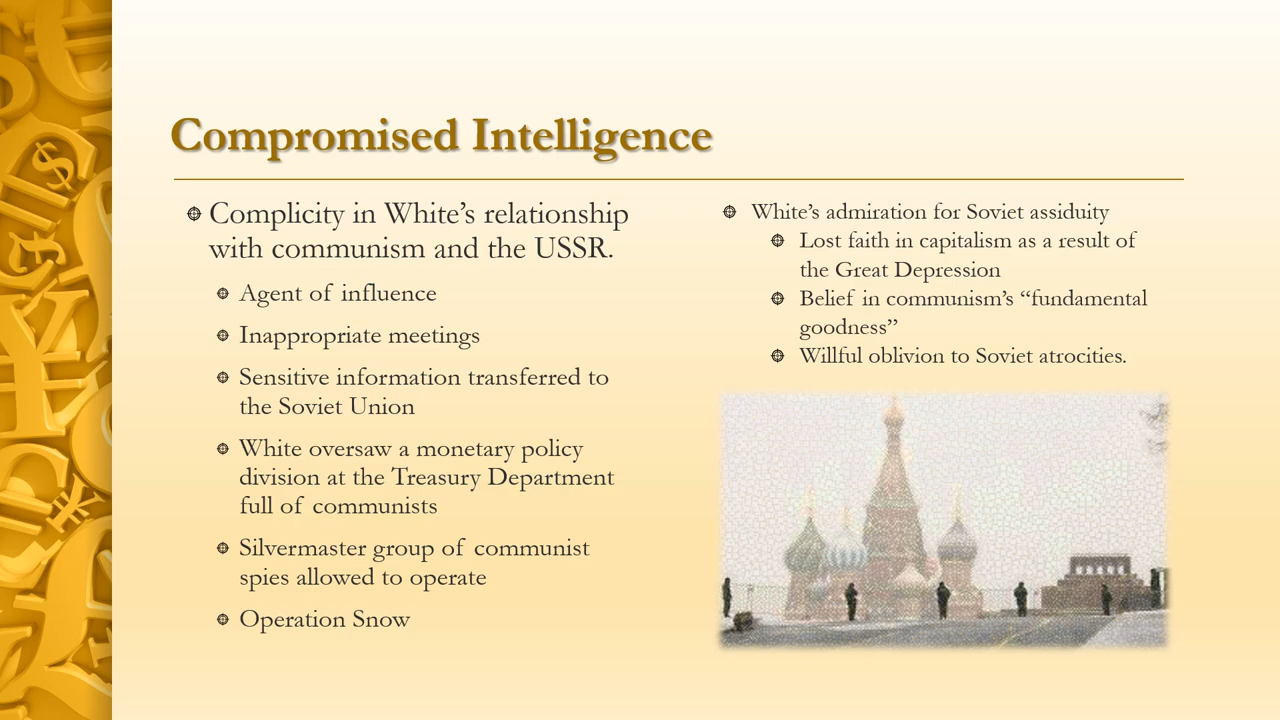 Compromised Intelligence
Complicity in White’s relationship
with communism and the USSR.
Agent of influence
Inappropriate meetings
Sensitive information transferred to
the Soviet Union
White oversaw a monetary policy
division at the Treasury Department
full of communists
Silvermaster group of communist
spies allowed to operate
Operation Snow
White’s admiration for Soviet assiduity
Lost faith in capitalism as a result of
the Great Depression
Belief in communism’s “fundamental
goodness”
Willful oblivion to Soviet atrocities.